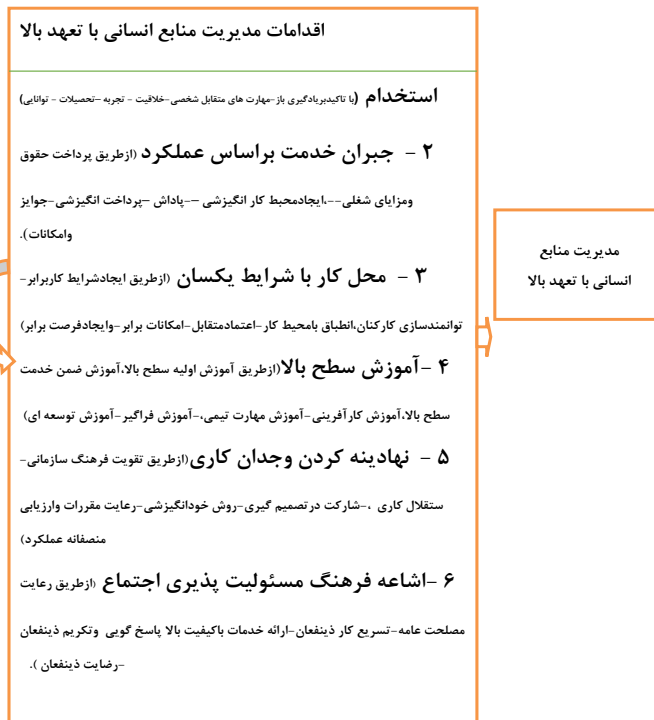 اقدامات مدیریت منابع انسانی با تعهد بالا
استخدام (با تاکیدبریادگیری باز-مهارت های متقابل شخصی-خلاقیت - تجربه –تحصیلات - توانایی)
۲ - جبران خدمت براساس عملکرد (ازطریق پرداخت حقوق
ومزایای شغلی--،ایجادمحیط کار انگیزشی –-پاداش –پرداخت انگیزشی-جوایز
وامکانات).
۳ - محل کار با شرایط یکسان (ازطریق ایجادشرایط کاربرابر-
توانمندسازی کارکنان،انطباق بامحیط کار-اعتمادمتقابل-امکانات برابر-وایجادفرصت برابر)
۴ -آموزش سطح بالا(ازطریق آموزش اولیه سطح بالا،آموزش ضمن خدمت
سطح بالا،آموزش کارآفرینی-آموزش مهارت تیمی،-آموزش فراگیر-آموزش توسعه ای)
۵ - نهادینه کردن وجدان کاری(ازطریق تقویت فرهنگ سازمانی-
ستقلال کاری ،-شارکت درتصمیم گیری-روش خودانگیزشی-رعایت مقررات وارزیابی
منصفانه عملکرد)
۶ -اشاعه فرهنگ مسئولیت پذیری اجتماع (ازطریق رعایت
مصلحت عامه-تسریع کار ذینفعان-ارائه خدمات باکیفیت بالا پاسخ گویی وتکریم ذینفعان
-رضایت ذینفعان ).
مدیریت منابع
انسانی با تعهد بالا